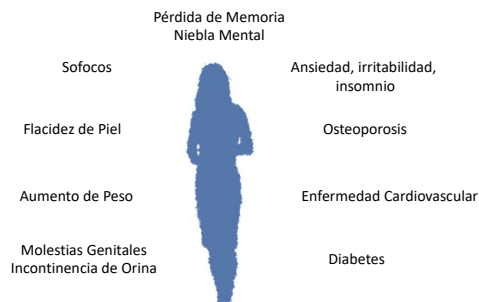 Pérdida de Memoria
Niebla Mental
Sofocos
Ansiedad, irritabilidad,
insomnio
Flacidez de Piel
Osteoporosis
Aumento de Peso
Enfermedad Cardiovascular
Molestias Genitales
Incontinencia de Orina
Diabetes